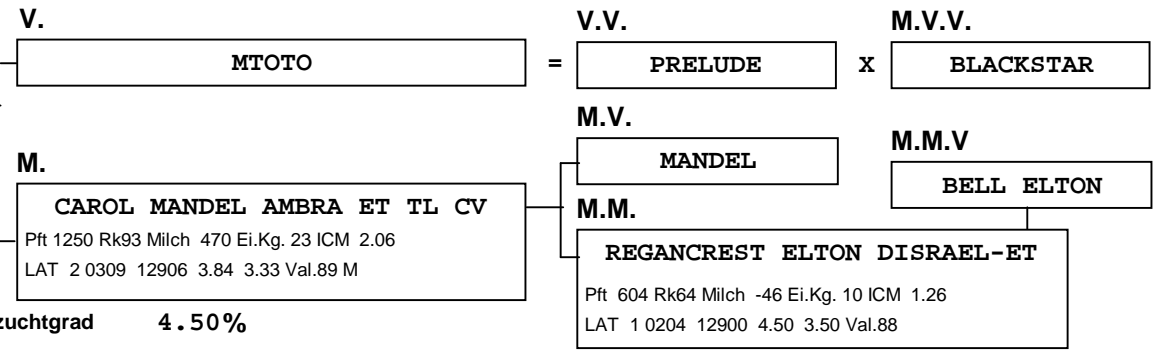 V.
V.V.
M.V.V.
MTOTO
=
PRELUDE
X
BLACKSTAR
M.V.
M.M.V
M.
MANDEL
BELL ELTON
CAROL MANDEL AMBRA ET TL CV
M.M.
Pft 1250 Rk93 Milch 470 Ei.Kg. 23 ICM 2.06
REGANCREST ELTON DISRAEL-ET
LAT 2 0309 12906 3.84 3.33 Val.89 M
Pft 604 Rk64 Milch -46 Ei.Kg. 10 ICM 1.26
LAT 1 0204 12900 4.50 3.50 Val.88
zuchtgrad 4.50%